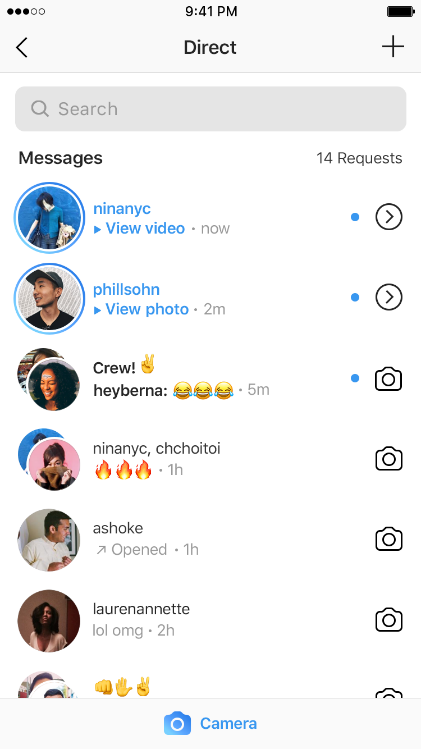 9:41 PM
Direct
Search
Messages
14 Requests
ninanyc
View video • now
phillsohn
View photo • 2m
Crew! ✌️
heyberna: 😂😂😂 • 5m
ninanyc, chchoitoi
🔥🔥🔥 • 1h
ashoke
↗ Opened • 1h
laurenannette
lol omg • 2h
👊✋✌️
Camera